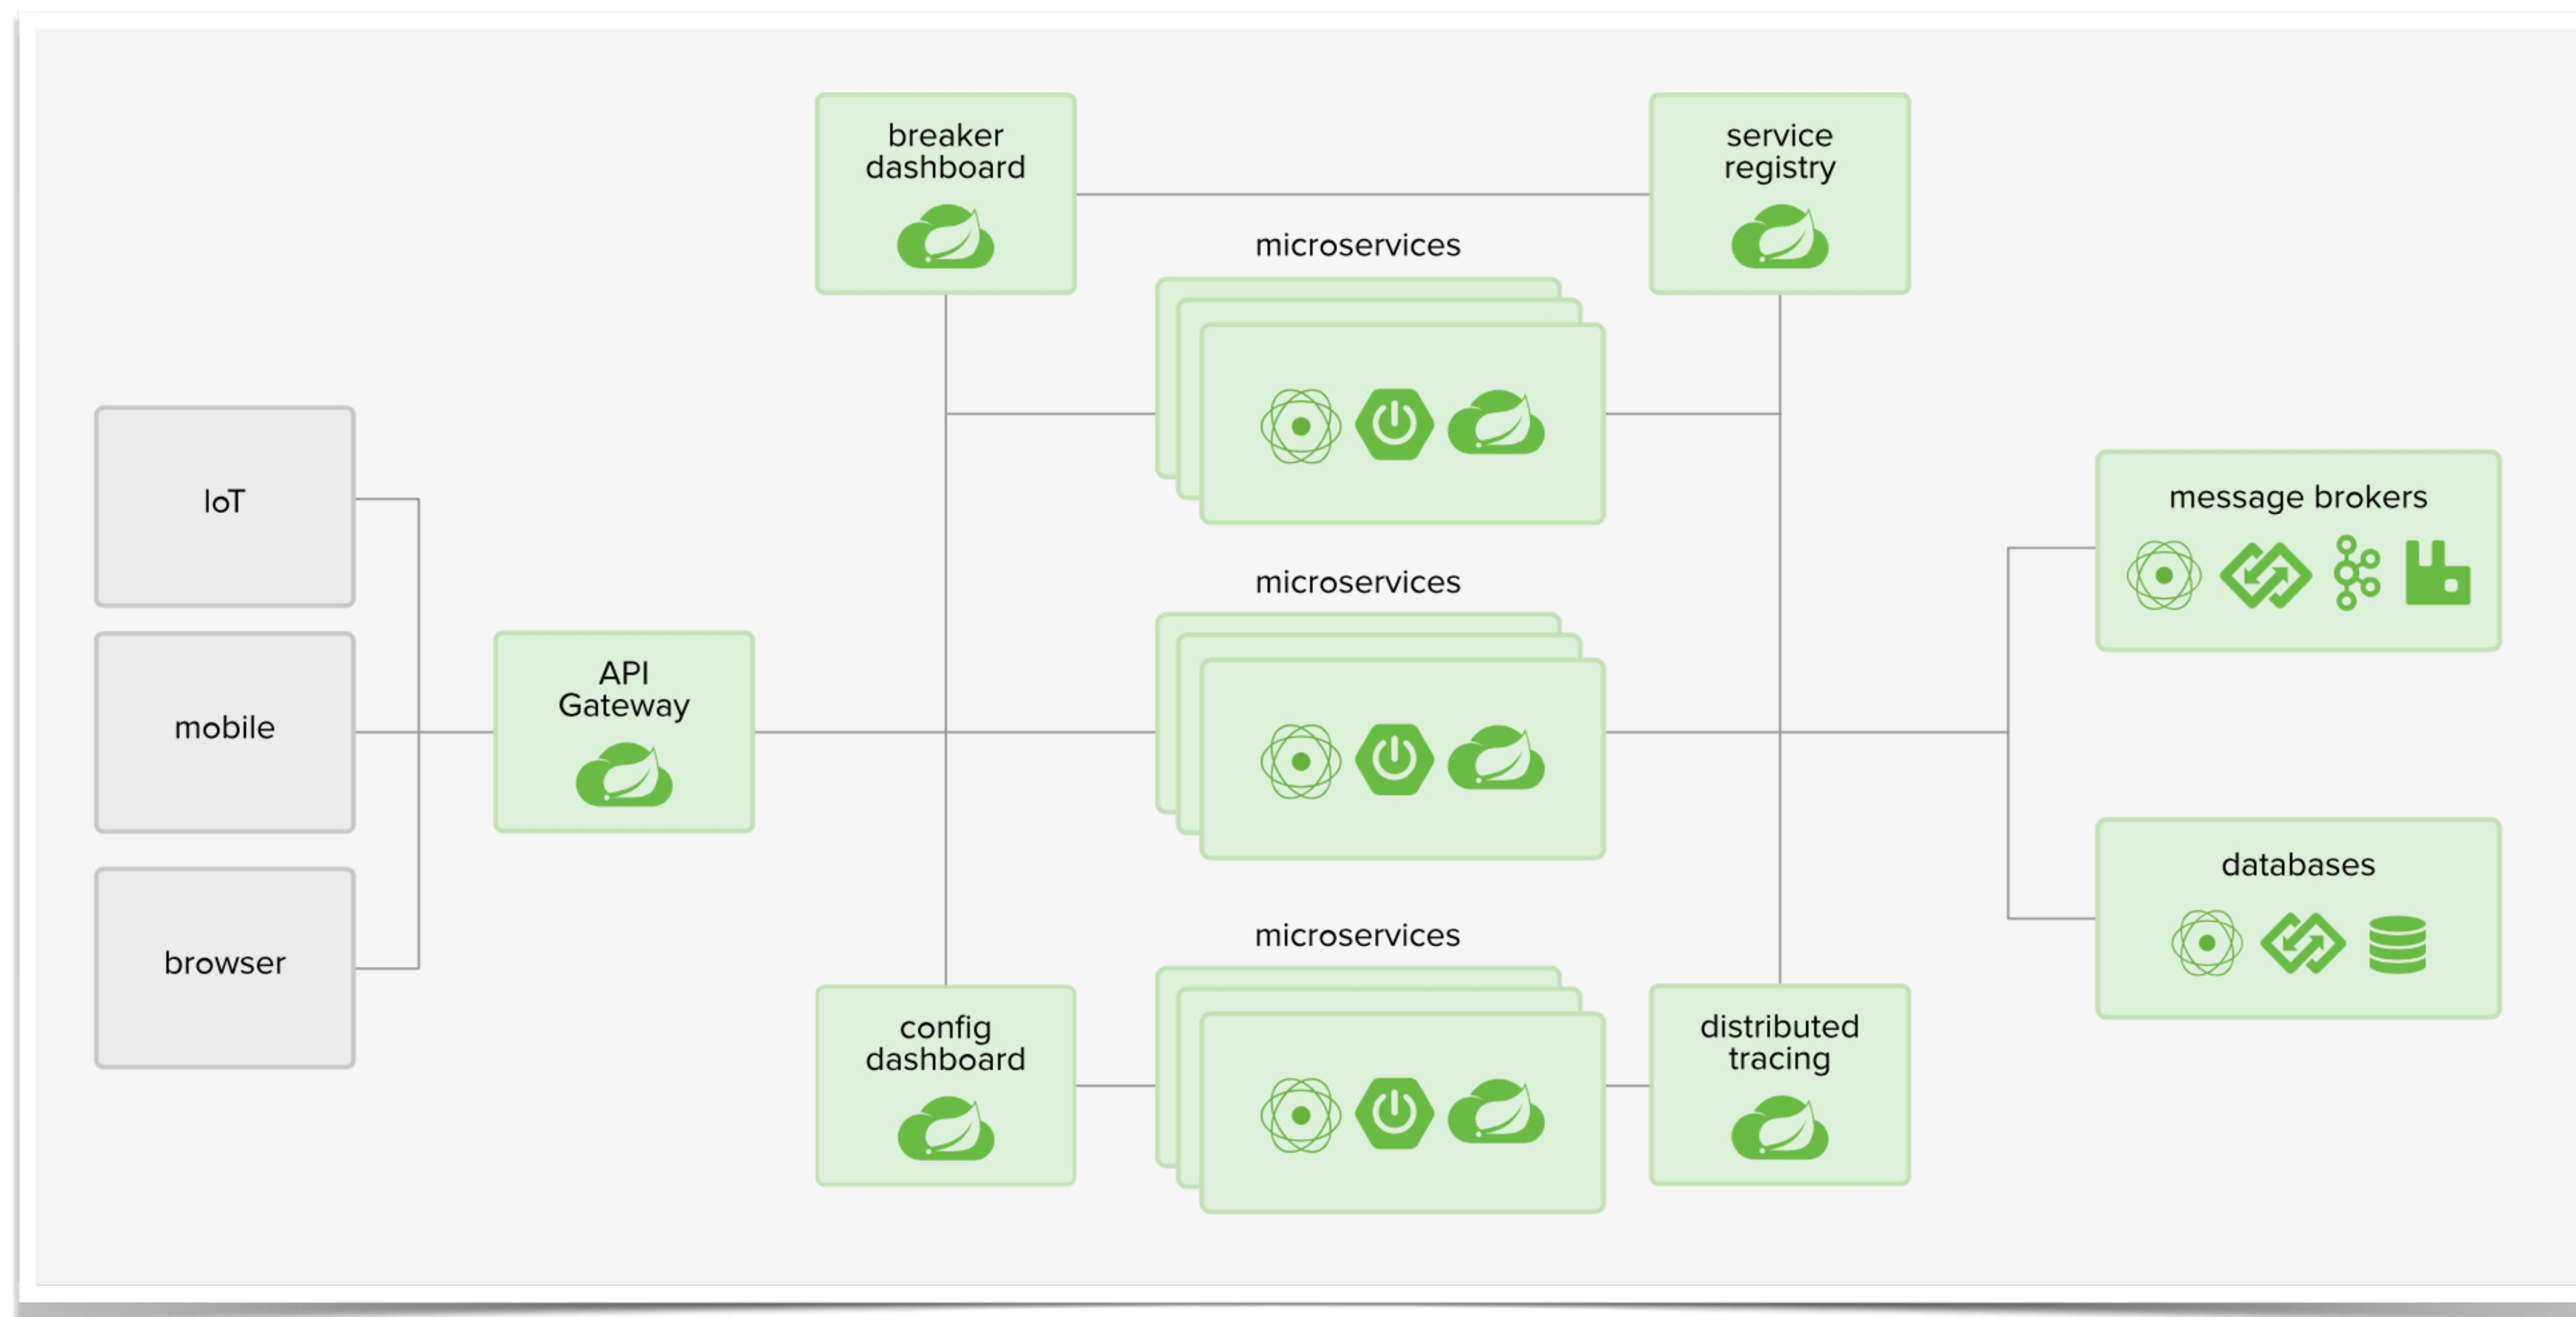 breaker
dashboard
service
registry
microservices
IoT
message brokers
microservices
mobile
API
Gateway
databases
microservices
browser
config
dashboard
distributed
tracing